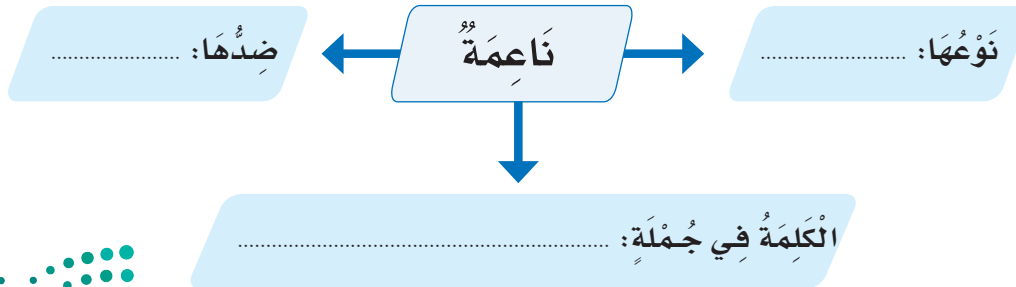 نَوْعُهَا: ........................
نَاعِمَةٌ
ضِدُّهَا: ......................
الْكَلِمَةُ فِي جُمْلَةٍ: ..............................................................